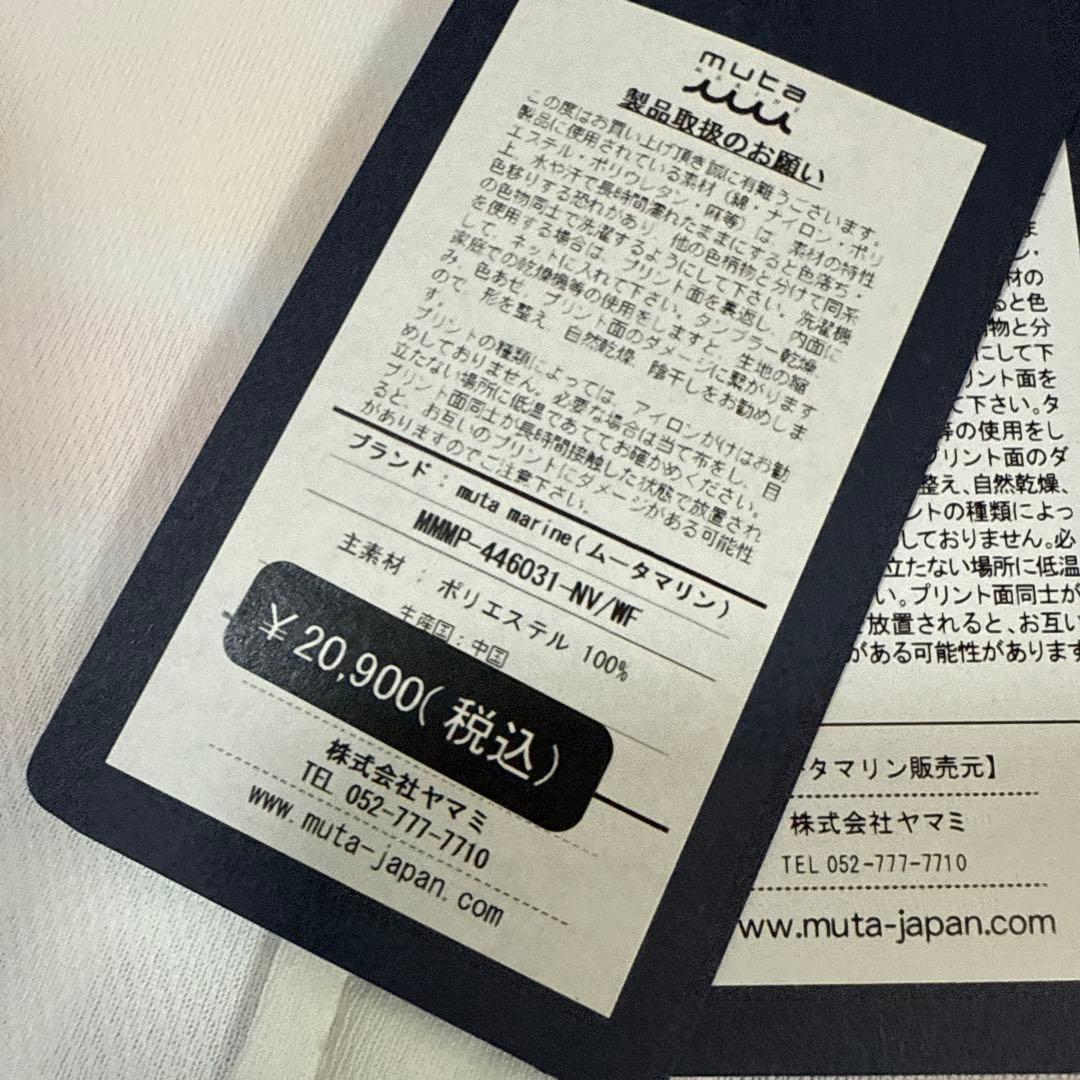 muta
MARINE
製品取扱のお願い
この度はお買い上げ頂き誠に有難うございます。
製品に使用されている素材（綿・ナイロン・ポリ
エステル・ポリウレタン・麻等）は、素材の特性
上、水や汗で長時間濡れたままにすると色落ち・
色移りする恐れがあり、他の色柄物と分けて同系
の色物同士で洗濯するようにして下さい。洗濯機
を使用する場合は、プリント面を裏返し、内面に
して、ネットに入れて下さい。タンブラー乾燥・
家庭での乾燥機等の使用をしますと、生地の縮
み、色あせ、プリント面のダメージに繋がります
ので、形を整え、自然乾燥、陰干しをお勧めしま
す。
プリントの種類によっては、アイロンがけはお勧
めしておりません。必要な場合は当て布をし、目
立たない場所に低温であててお確かめください。
プリント面同士が長時間接触した状態で放置され
ると、お互いのプリントにダメージがある可能性
がありますのでご注意下さい。
ブランド：muta marine(ムータマリン)
MMMP-446031-NV/WF
主素材：ポリエステル 100%
生産国：中国
￥20,900(税込)
株式会社ヤマミ
TEL 052-777-7710
www.muta-japan.com
材の
ると色
物と分
にして下
リント面を
て下さい。タ
等の使用をし
プリント面のダ
整え、自然乾燥、
ントの種類によっ
しておりません。必
立たない場所に低温
い。プリント面同士が
放置されると、お互い
がある可能性があります
ータマリン販売元】
株式会社ヤマミ
TEL 052-777-7710
ww.muta-japan.com